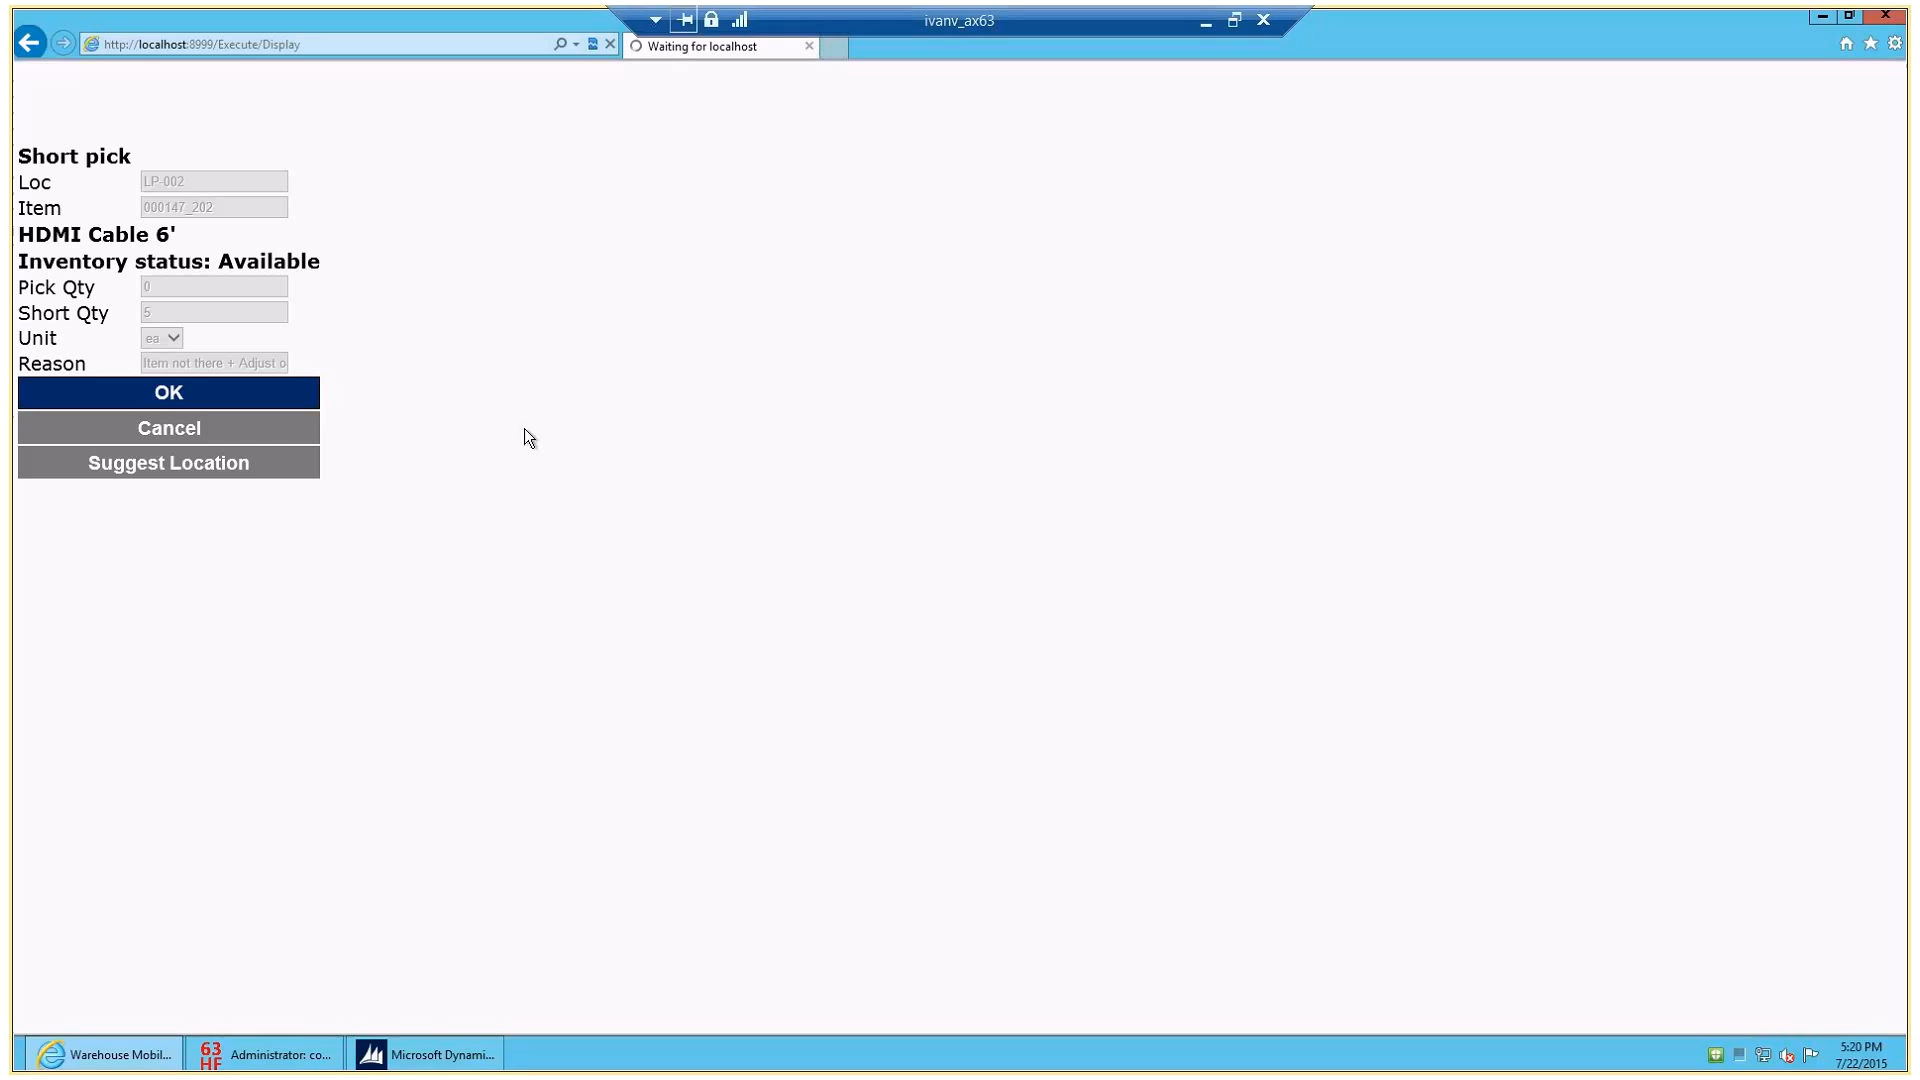 ivanv_ax63
http://localhost:8999/Execute/Display
Waiting for localhost
Short pick
Loc LP-002
Item 000147_202
HDMI Cable 6'
Inventory status: Available
Pick Qty 0
Short Qty 5
Unit ea
Reason Item not there + Adjust o
OK
Cancel
Suggest Location
Warehouse Mobil...
63 HF Administrator: co...
Microsoft Dynami...
5:20 PM
7/22/2015